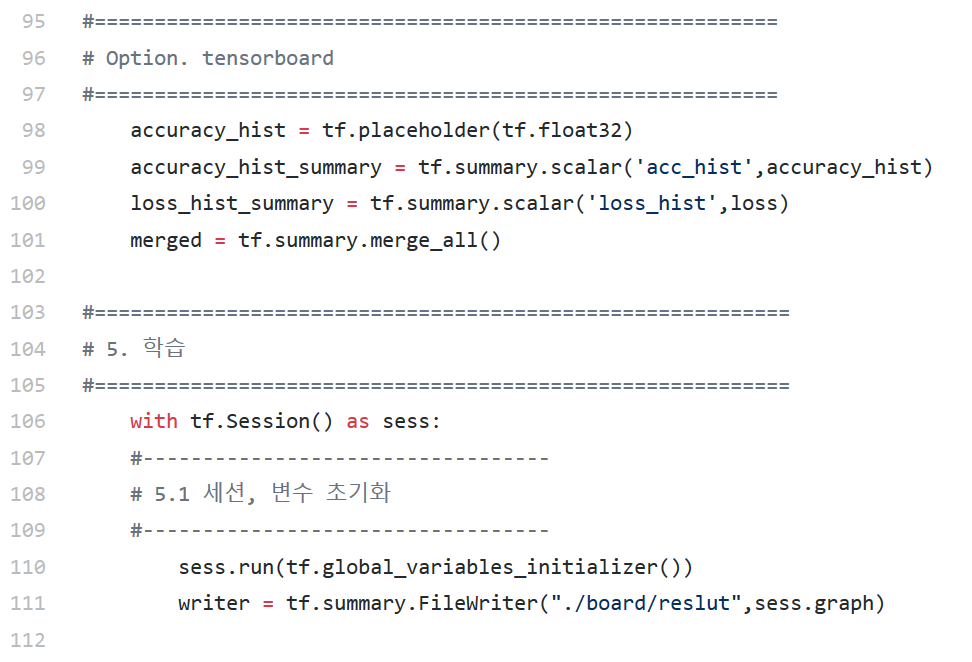 95 #=========================================================
96 # Option. tensorboard
97 #=========================================================
98 accuracy_hist = tf.placeholder(tf.float32)
99 accuracy_hist_summary = tf.summary.scalar('acc_hist',accuracy_hist)
100 loss_hist_summary = tf.summary.scalar('loss_hist',loss)
101 merged = tf.summary.merge_all()
102
103 #==========================================================
104 # 5. 학습
105 #==========================================================
106 with tf.Session() as sess:
107 #----------------------------------
108 # 5.1 세션, 변수 초기화
109 #----------------------------------
110 sess.run(tf.global_variables_initializer())
111 writer = tf.summary.FileWriter("./board/reslut",sess.graph)
112